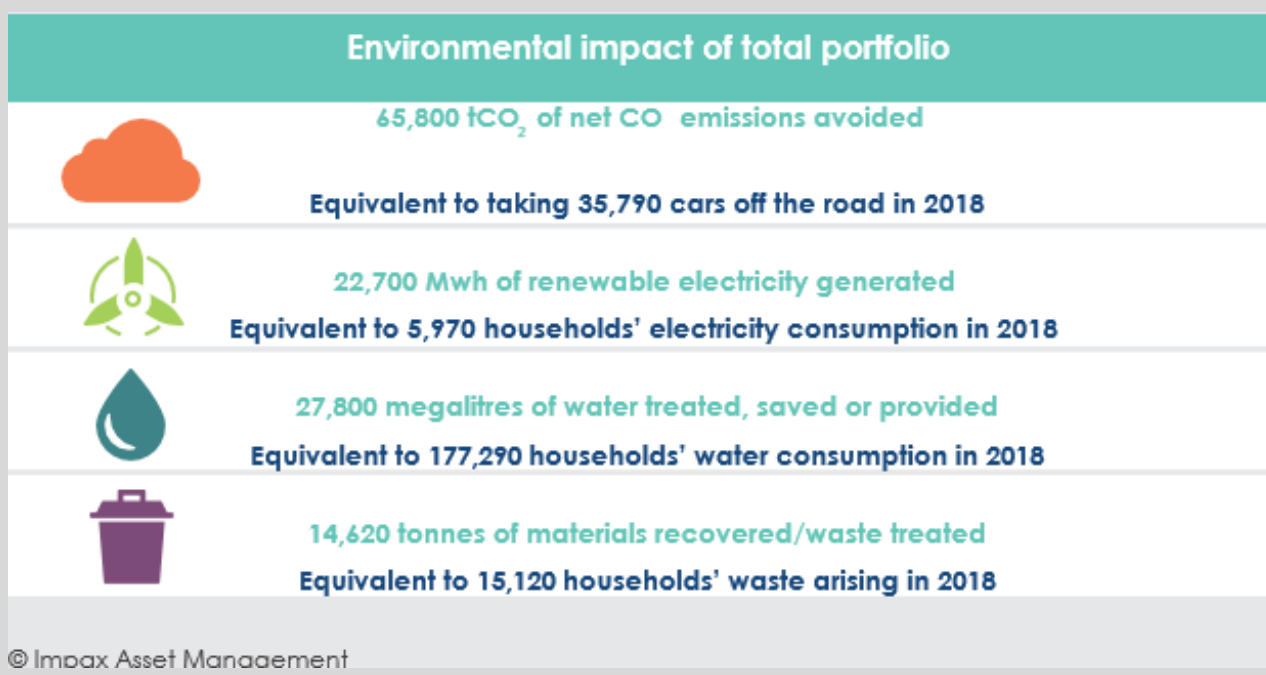 Environmental impact of total portfolio
65,800 tCO₂ of net CO emissions avoided
Equivalent to taking 35,790 cars off the road in 2018
22,700 Mwh of renewable electricity generated
Equivalent to 5,970 households’ electricity consumption in 2018
27,800 megalitres of water treated, saved or provided
Equivalent to 177,290 households’ water consumption in 2018
14,620 tonnes of materials recovered/waste treated
Equivalent to 15,120 households’ waste arising in 2018
© Impax Asset Management